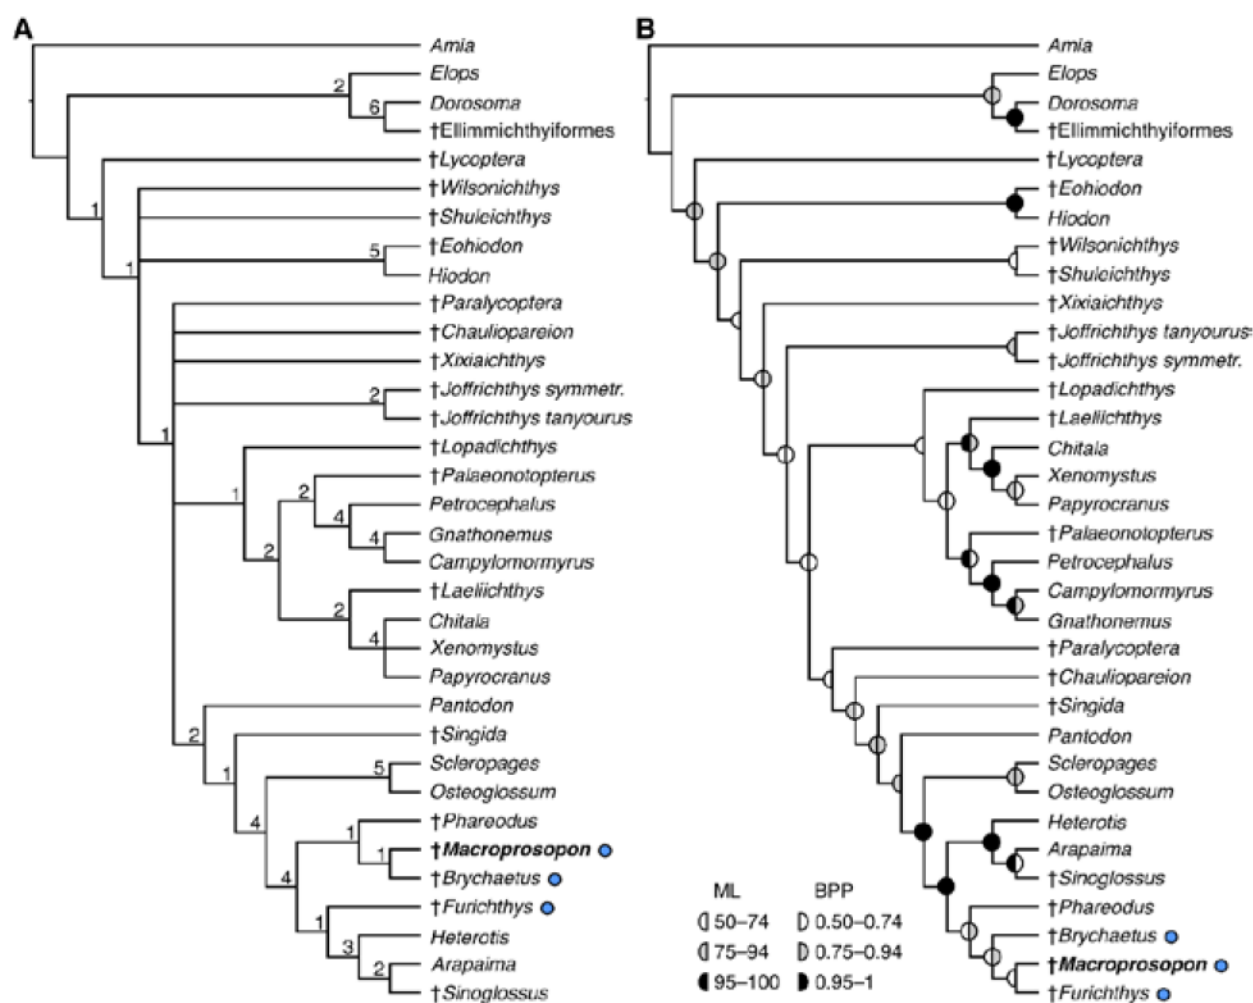 A
Amia
Elops
2
Dorosoma
6
†Ellimmichthyiformes
†Lycoptera
†Wilsonichthys
1
†Shuleichthys
†Eohiodon
5
Hiodon
1
†Paralycoptera
†Chauliopareion
†Xixiaichthys
†Joffrichthys symmetr.
2
†Joffrichthys tanyourus
1
†Lopadichthys
†Palaeonotopterus
1
2
Petrocephalus
4
Gnathonemus
4
2
Campylomormyrus
†Laeliichthys
2
Chitala
4
Xenomystus
Papyrocranus
Pantodon
2
†Singida
Scleropages
1
5
Osteoglossum
4
†Phareodus
1
†Macroprosopon
1
†Brychaetus
4
†Furichthys
1
Heterotis
3
Arapaima
2
†Sinoglossus
B
Amia
Elops
Dorosoma
†Ellimmichthyiformes
†Lycoptera
†Eohiodon
Hiodon
†Wilsonichthys
†Shuleichthys
†Xixiaichthys
†Joffrichthys tanyourus
†Joffrichthys symmetr.
†Lopadichthys
†Laeliichthys
Chitala
Xenomystus
Papyrocranus
†Palaeonotopterus
Petrocephalus
Campylomormyrus
Gnathonemus
†Paralycoptera
†Chauliopareion
†Singida
Pantodon
Scleropages
Osteoglossum
Heterotis
Arapaima
†Sinoglossus
†Phareodus
†Brychaetus
†Macroprosopon
†Furichthys
ML BPP
50–74 0.50–0.74
75–94 0.75–0.94
95–100 0.95–1